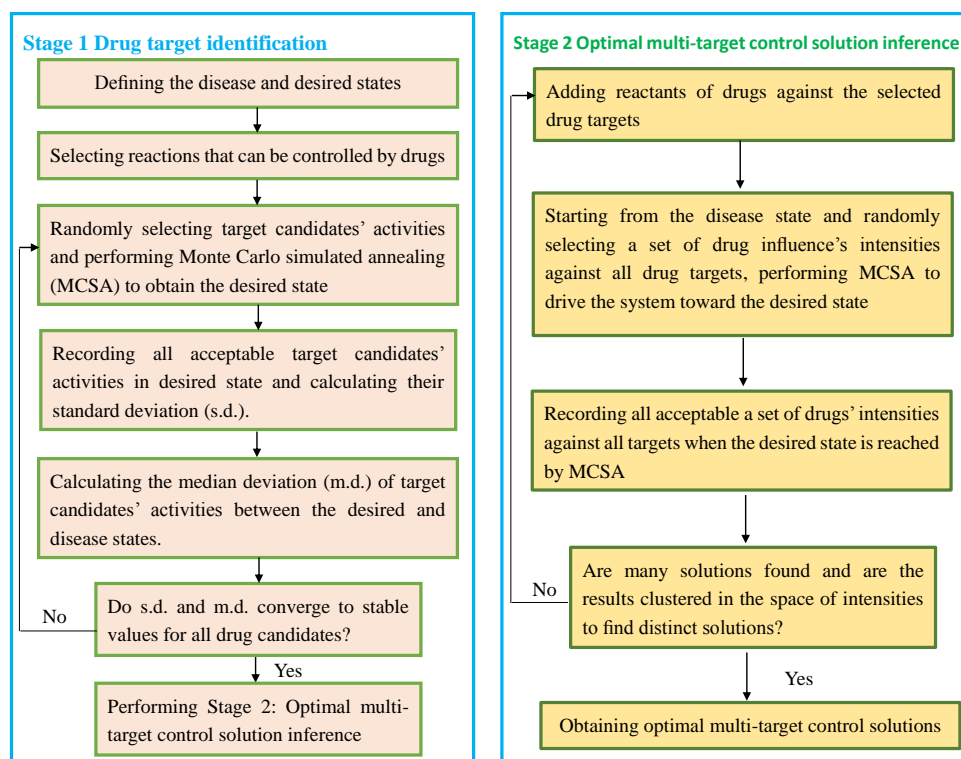 Stage 1 Drug target identification
Defining the disease and desired states
Selecting reactions that can be controlled by drugs
Randomly selecting target candidates’ activities
and performing Monte Carlo simulated annealing
(MCSA) to obtain the desired state
Recording all acceptable target candidates’
activities in desired state and calculating their
standard deviation (s.d.).
Calculating the median deviation (m.d.) of target
candidates’ activities between the desired and
disease states.
No
Do s.d. and m.d. converge to stable
values for all drug candidates?
Yes
Performing Stage 2: Optimal multi-
target control solution inference
Stage 2 Optimal multi-target control solution inference
Adding reactants of drugs against the selected
drug targets
Starting from the disease state and randomly
selecting a set of drug influence’s intensities
against all drug targets, performing MCSA to
drive the system toward the desired state
Recording all acceptable a set of drugs’ intensities
against all targets when the desired state is reached
by MCSA
No
Are many solutions found and are the
results clustered in the space of intensities
to find distinct solutions?
Yes
Obtaining optimal multi-target control solutions